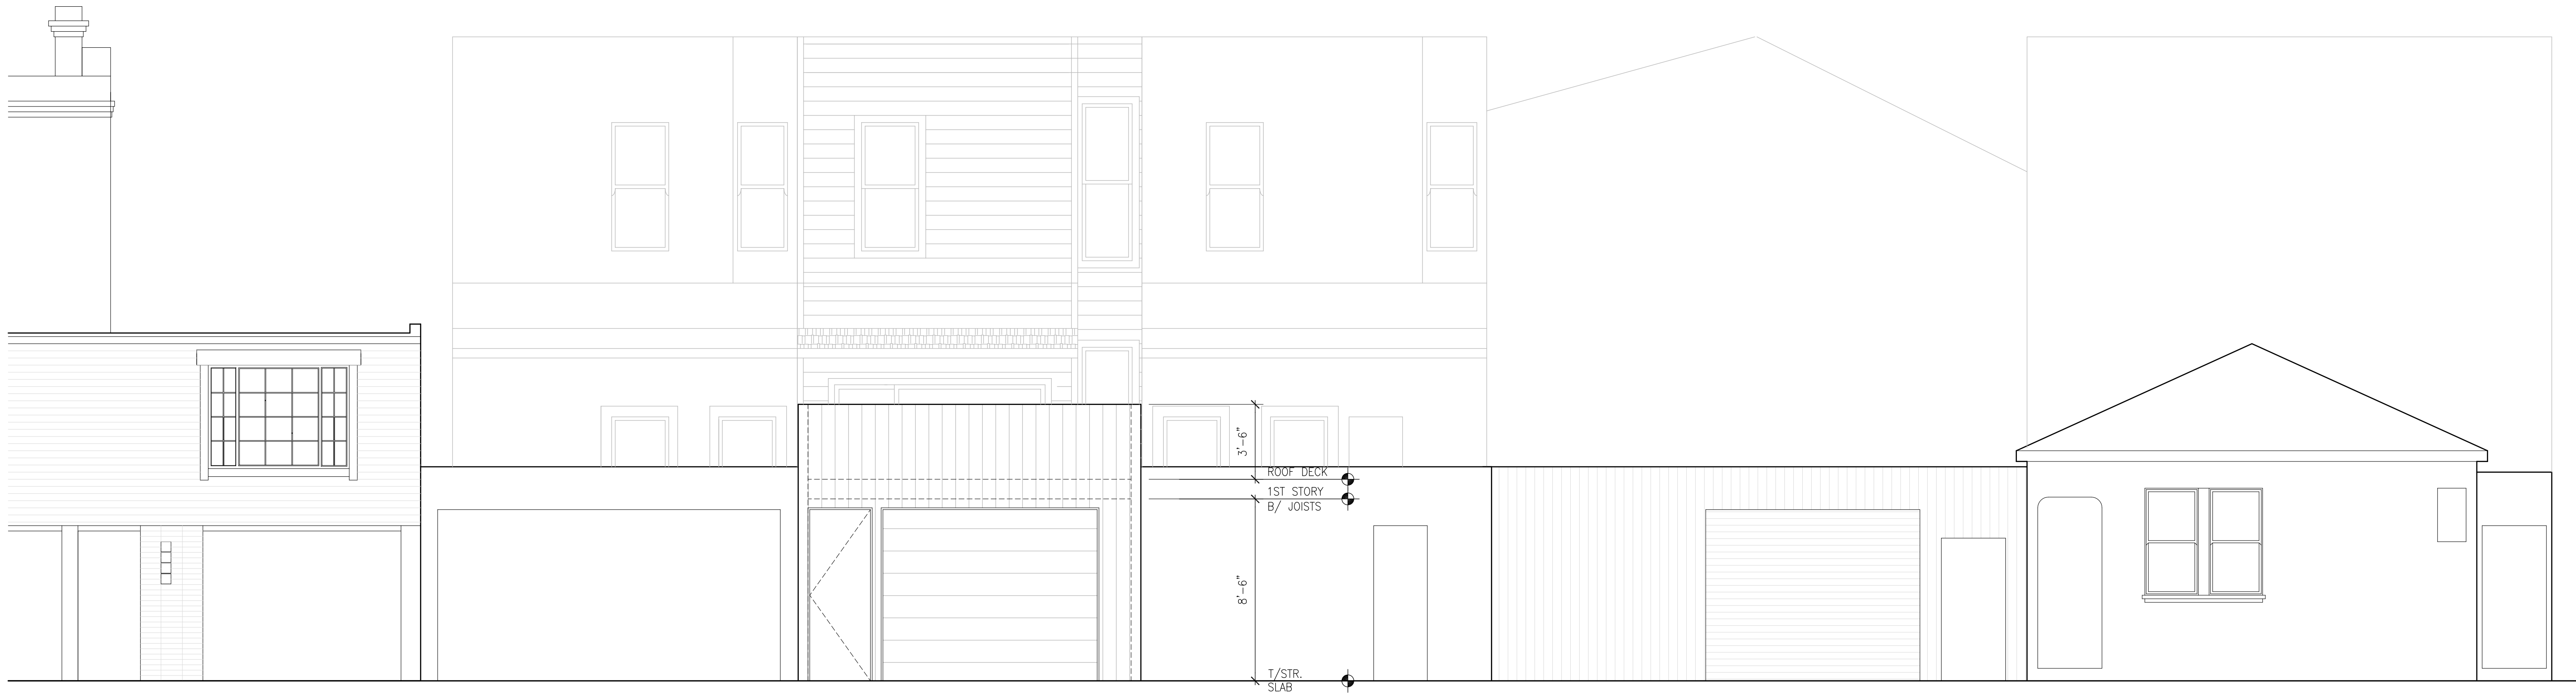 3'-6"
ROOF DECK
1ST STORY
B/ JOISTS
8'-6"
T/STR.
SLAB